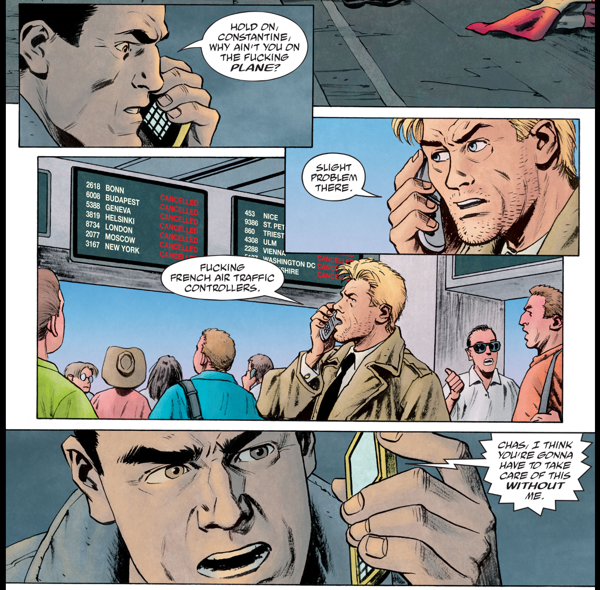 HOLD ON,
CONSTANTINE,
WHY AIN'T YOU ON
THE FUCKING
PLANE?
SLIGHT
PROBLEM
THERE.
2618 BONN CANCELLED
6008 BUDAPEST CANCELLED
5388 GENEVA CANCELLED
3819 HELSINKI CANCELLED
8734 LONDON CANCELLED
2077 MOSCOW CANCELLED
3167 NEW YORK CANCELLED
453 NICE
9386 ST. PET
860 TRIEST
4308 ULM
2288 VIENNA
WASHINGTON DC CANCELLED
FUCKING
FRENCH AIR TRAFFIC
CONTROLLERS.
CHAS, I THINK
YOU'RE GONNA
HAVE TO TAKE
CARE OF THIS
WITHOUT
ME.